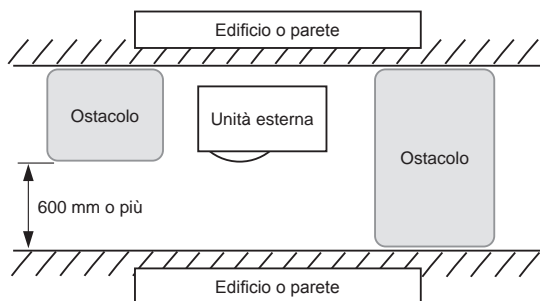 Edificio o parete
Ostacolo
Unità esterna
Ostacolo
600 mm o più
Edificio o parete